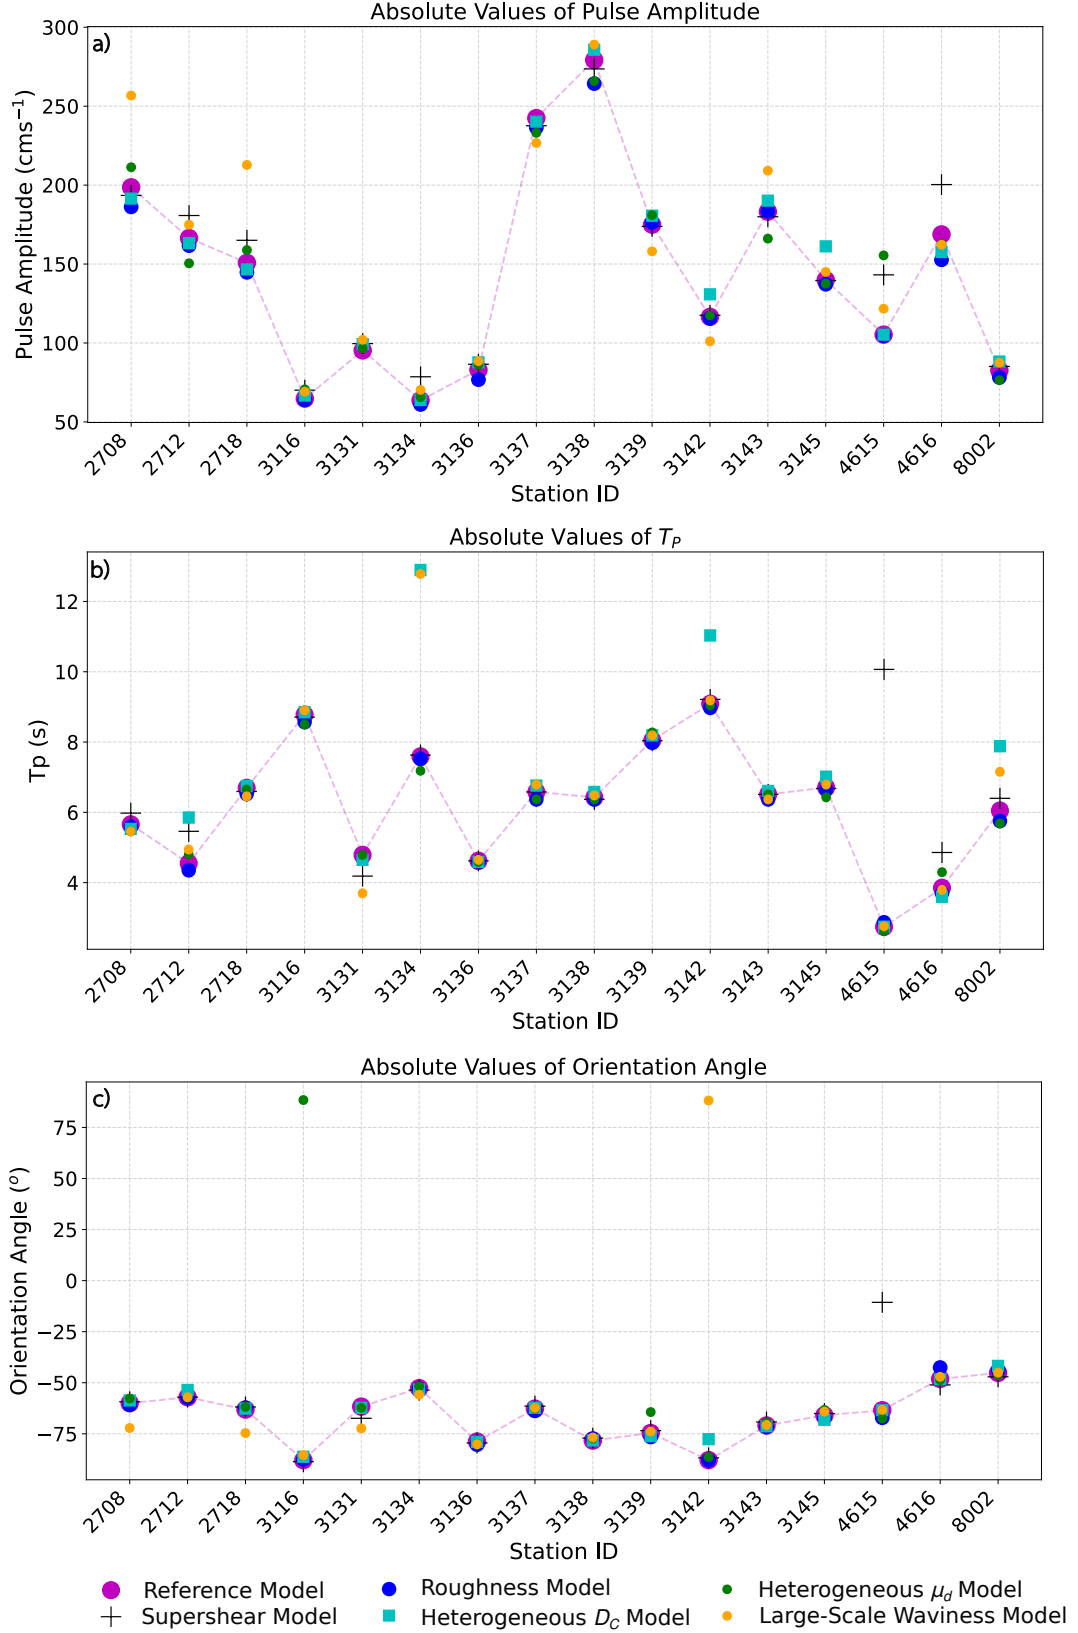 Absolute Values of Pulse Amplitude
a)
300
250
200
150
100
50
Pulse Amplitude (cms⁻¹)
2708 2712 2718 3116 3131 3134 3136 3137 3138 3139 3142 3143 3145 4615 4616 8002
Station ID
Absolute Values of T_P
b)
12
10
8
6
4
Tp (s)
2708 2712 2718 3116 3131 3134 3136 3137 3138 3139 3142 3143 3145 4615 4616 8002
Station ID
Absolute Values of Orientation Angle
c)
75
50
25
0
−25
−50
−75
Orientation Angle (°)
2708 2712 2718 3116 3131 3134 3136 3137 3138 3139 3142 3143 3145 4615 4616 8002
Station ID
Reference Model Roughness Model Heterogeneous μ_d Model
Supershear Model Heterogeneous D_C Model Large-Scale Waviness Model